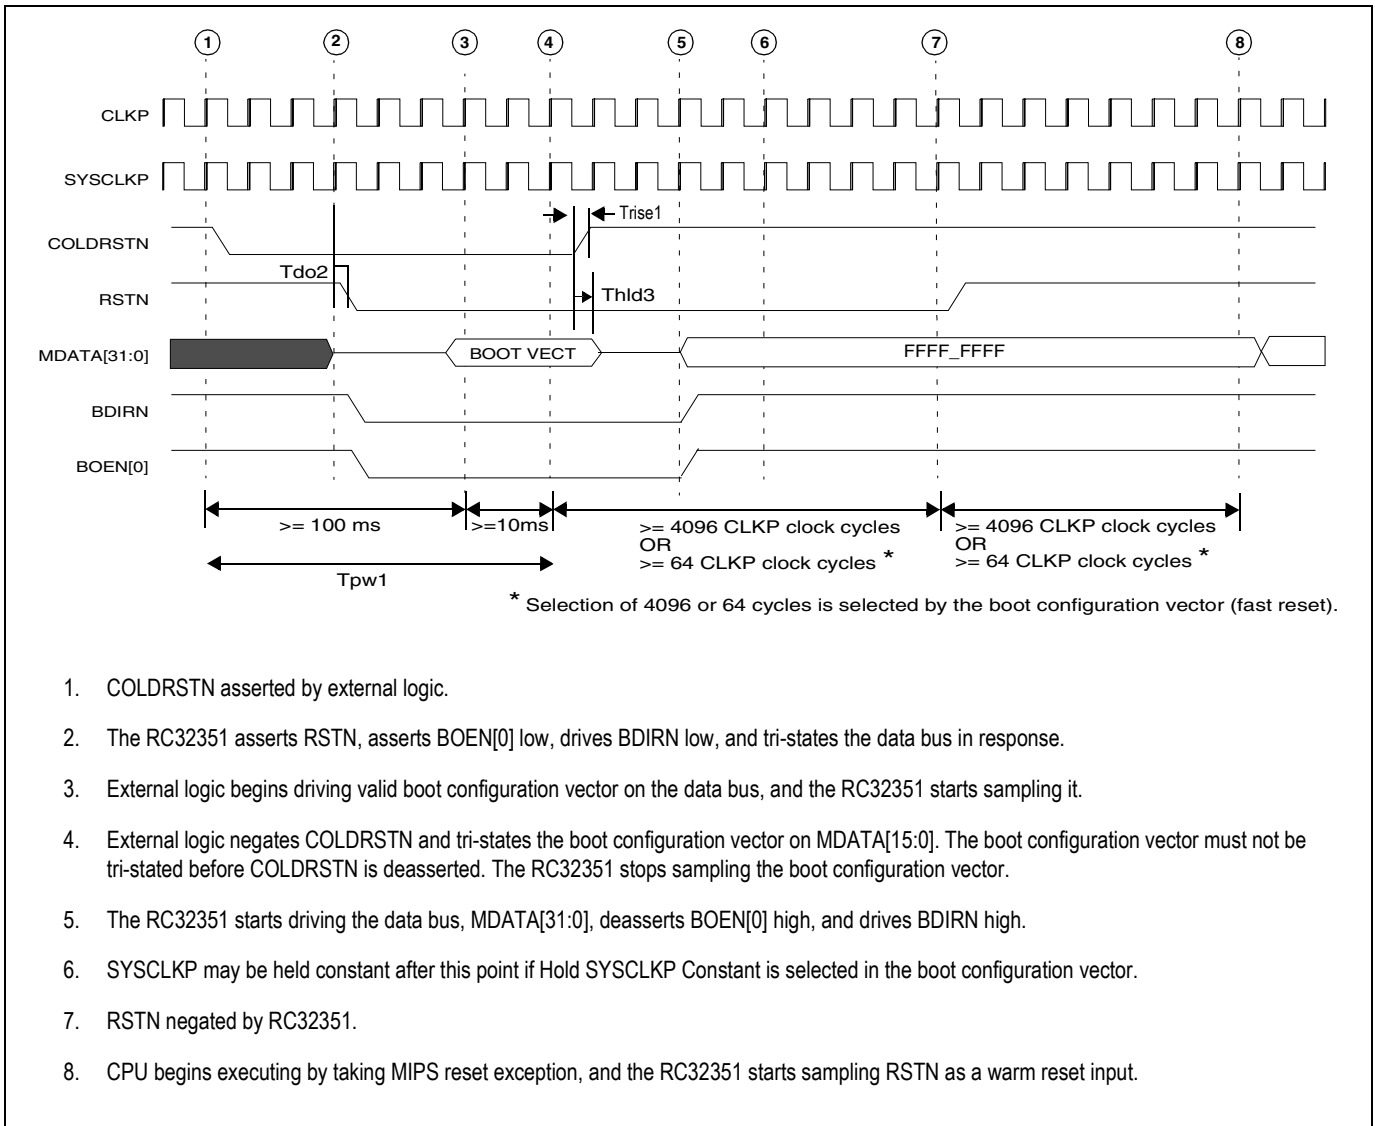 1 2 3 4 5 6 7 8
CLKP
SYSCLKP
Trise1
COLDRSTN
Tdo2
RSTN
Thld3
MDATA[31:0]
BOOT VECT
FFFF_FFFF
BDIRN
BOEN[0]
>= 100 ms
>=10ms
>= 4096 CLKP clock cycles
OR
>= 64 CLKP clock cycles *
>= 4096 CLKP clock cycles
OR
>= 64 CLKP clock cycles *
Tpw1
* Selection of 4096 or 64 cycles is selected by the boot configuration vector (fast reset).
1. COLDRSTN asserted by external logic.
2. The RC32351 asserts RSTN, asserts BOEN[0] low, drives BDIRN low, and tri-states the data bus in response.
3. External logic begins driving valid boot configuration vector on the data bus, and the RC32351 starts sampling it.
4. External logic negates COLDRSTN and tri-states the boot configuration vector on MDATA[15:0]. The boot configuration vector must not be
tri-stated before COLDRSTN is deasserted. The RC32351 stops sampling the boot configuration vector.
5. The RC32351 starts driving the data bus, MDATA[31:0], deasserts BOEN[0] high, and drives BDIRN high.
6. SYSCLKP may be held constant after this point if Hold SYSCLKP Constant is selected in the boot configuration vector.
7. RSTN negated by RC32351.
8. CPU begins executing by taking MIPS reset exception, and the RC32351 starts sampling RSTN as a warm reset input.